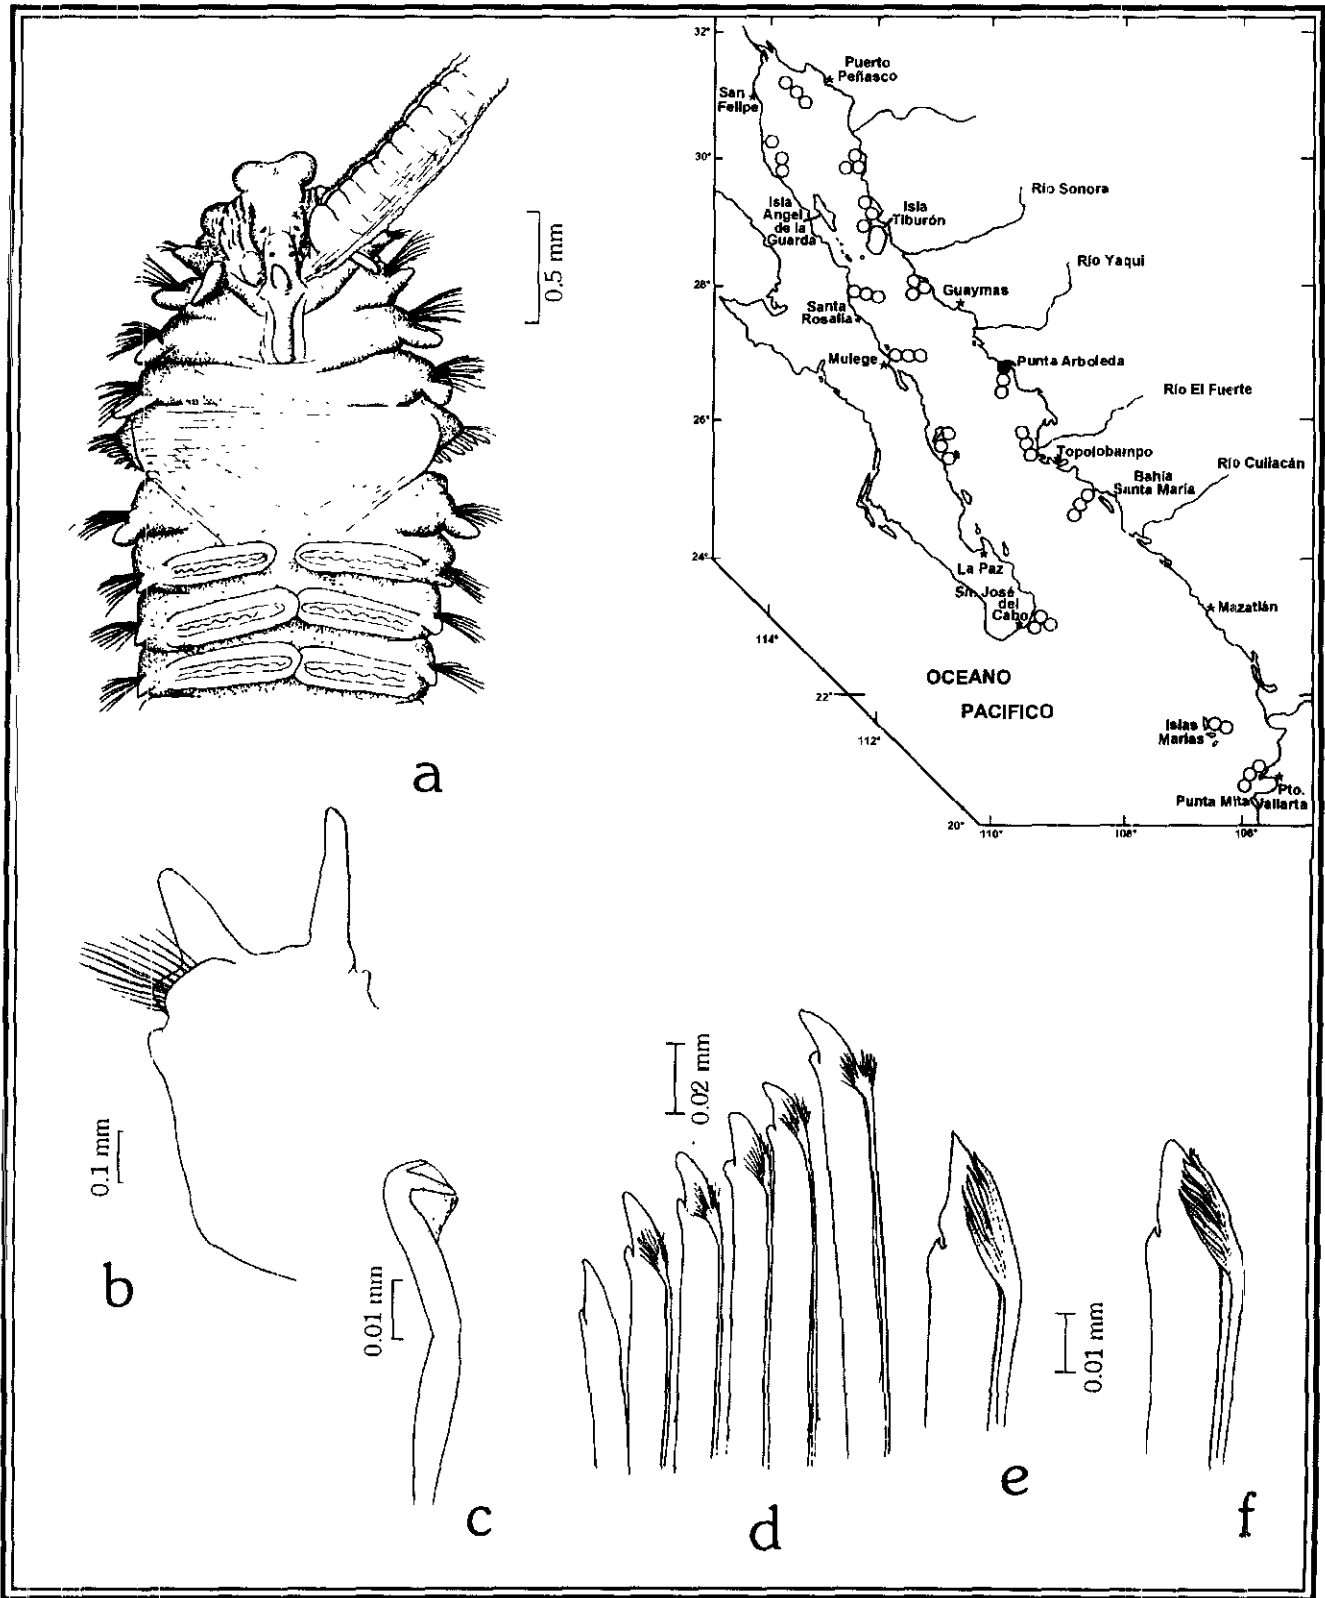 32°
Puerto
Peñasco
San
Felipe
30°
Río Sonora
Isla
Angel
de la
Guarda
Isla
Tiburón
0.5 mm
Río Yaqui
28°
Guaymas
Santa
Rosalía
Mulege
Punta Arboleda
Río El Fuerte
26°
Topolobampo
Río Culiacán
Bahía
Santa María
24°
La Paz
Sn. José
del
Cabo
Mazatlán
114°
OCEANO
PACIFICO
22°
112°
Islas
Marías
Pto.
Vallarta
Punta Mita
20°
110°
108°
106°
a
0.1 mm
b
0.01 mm
c
0.02 mm
d
0.01 mm
e
f